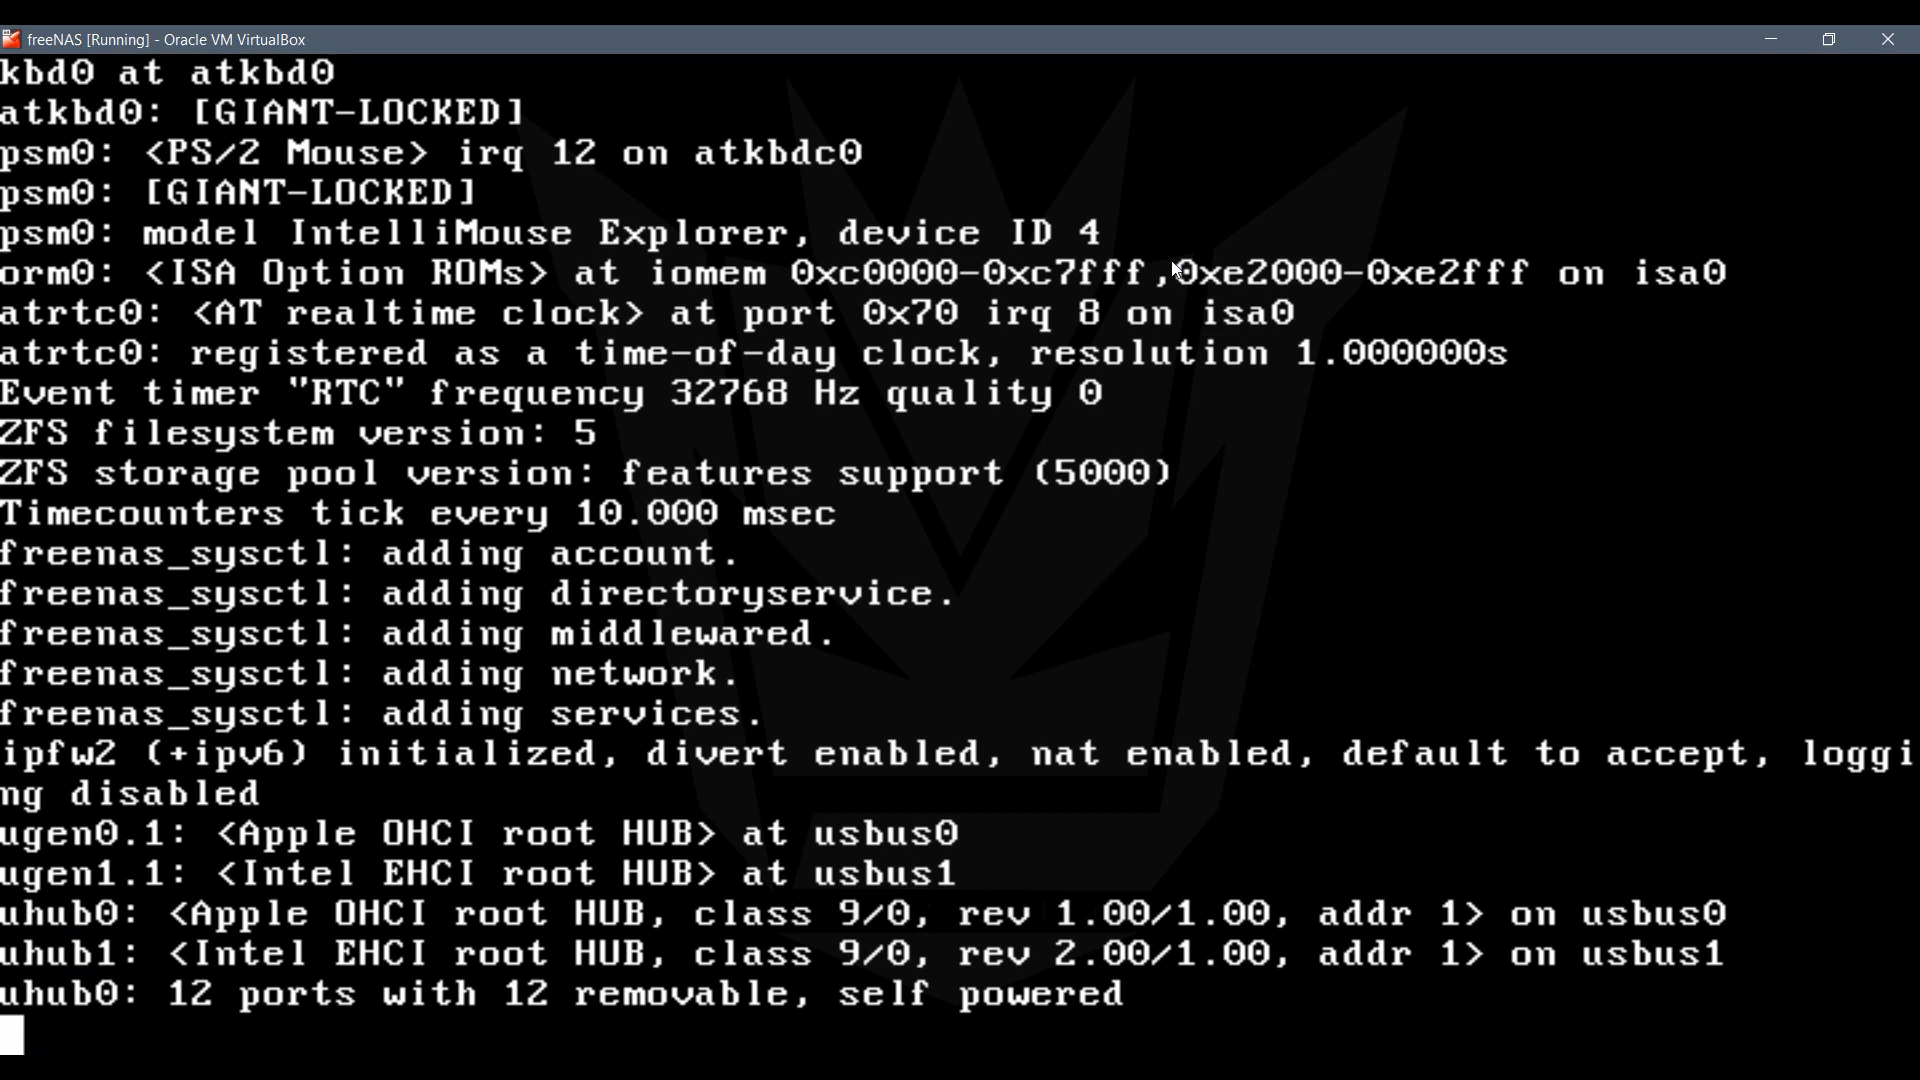 freeNAS [Running] - Oracle VM VirtualBox
kbd0 at atkbd0
atkbd0: [GIANT-LOCKED]
psm0: <PS/2 Mouse> irq 12 on atkbdc0
psm0: [GIANT-LOCKED]
psm0: model IntelliMouse Explorer, device ID 4
orm0: <ISA Option ROMs> at iomem 0xc0000-0xc7fff,0xe2000-0xe2fff on isa0
atrtc0: <AT realtime clock> at port 0x70 irq 8 on isa0
atrtc0: registered as a time-of-day clock, resolution 1.000000s
Event timer "RTC" frequency 32768 Hz quality 0
ZFS filesystem version: 5
ZFS storage pool version: features support (5000)
Timecounters tick every 10.000 msec
freenas_sysctl: adding account.
freenas_sysctl: adding directoryservice.
freenas_sysctl: adding middlewared.
freenas_sysctl: adding network.
freenas_sysctl: adding services.
ipfw2 (+ipv6) initialized, divert enabled, nat enabled, default to accept, loggi
ng disabled
ugen0.1: <Apple OHCI root HUB> at usbus0
ugen1.1: <Intel EHCI root HUB> at usbus1
uhub0: <Apple OHCI root HUB, class 9/0, rev 1.00/1.00, addr 1> on usbus0
uhub1: <Intel EHCI root HUB, class 9/0, rev 2.00/1.00, addr 1> on usbus1
uhub0: 12 ports with 12 removable, self powered